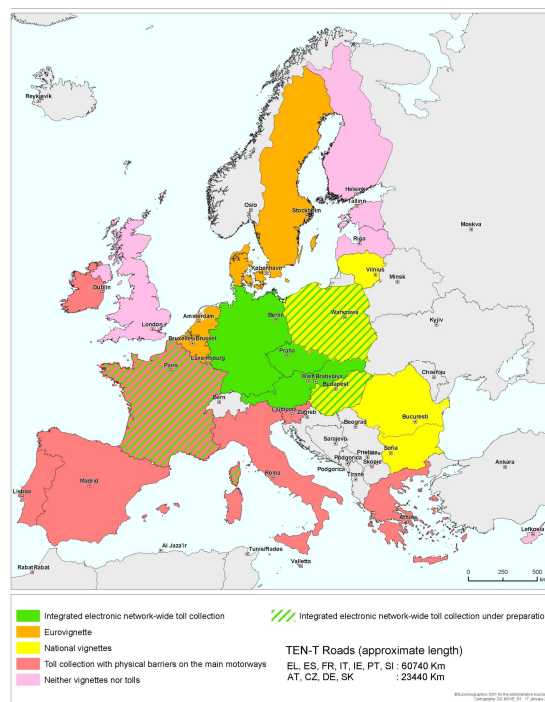 Reykjavik
Helsinki
Tallinn
Oslo
Stockholm
Moskva
Riga
København
Vilnius
Minsk
Dublin
Amsterdam
Berlin
Warszawa
London
Bruxelles/Brussel
Kyjiv
Praha
Luxembourg
Paris
Wien
Bratislava
Budapest
Chisinau
Bern
Ljubljana
Zagreb
Beograd
Bucuresti
Sarajevo
Pristina
Sofia
Podgorica
Skopje
Podgorica
Tirane
Ankara
Roma
Madrid
Lisboa
Athina
Lefkosia
Al Jaza'ir
Tunis/Rades
Valletta
Rabat Rabat
0 250 500
km
Integrated electronic network-wide toll collection
Integrated electronic network-wide toll collection under preparatio
Eurovignette
National vignettes
Toll collection with physical barriers on the main motorways
Neither vignettes nor tolls
TEN-T Roads (approximate length)
EL, ES, FR, IT, IE, PT, SI : 60740 Km
AT, CZ, DE, SK : 23440 Km